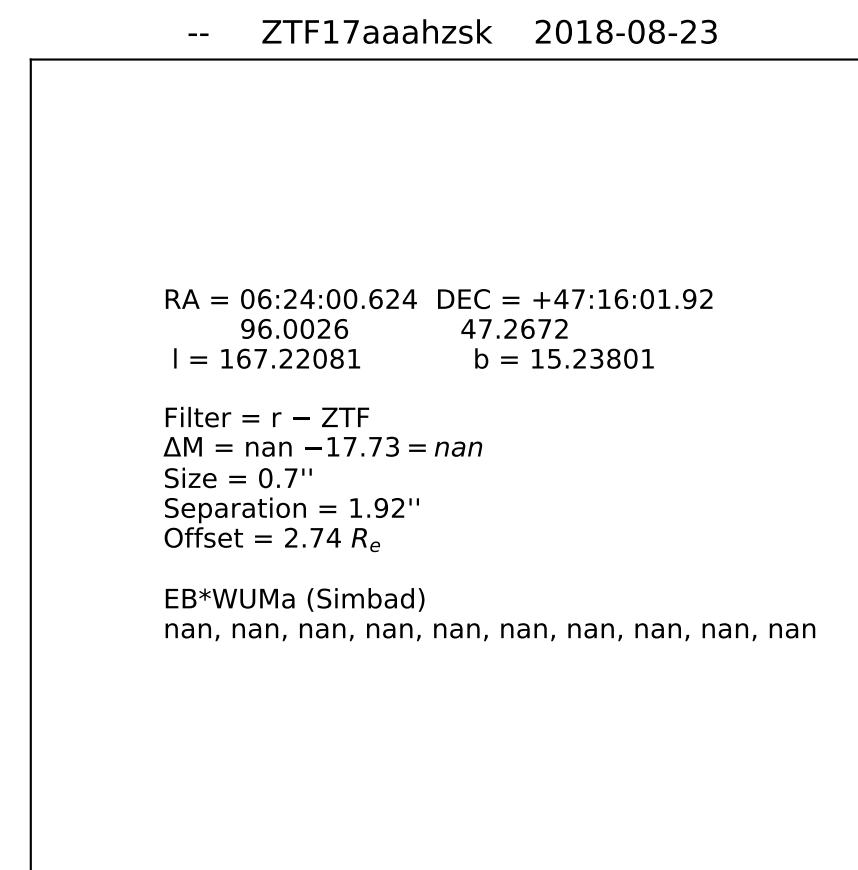 -- ZTF17aaahzsk 2018-08-23
RA = 06:24:00.624 DEC = +47:16:01.92
96.0026 47.2672
l = 167.22081 b = 15.23801
Filter = r − ZTF
ΔM = nan −17.73 = nan
Size = 0.7''
Separation = 1.92''
Offset = 2.74 Rₑ
EB*WUMa (Simbad)
nan, nan, nan, nan, nan, nan, nan, nan, nan, nan